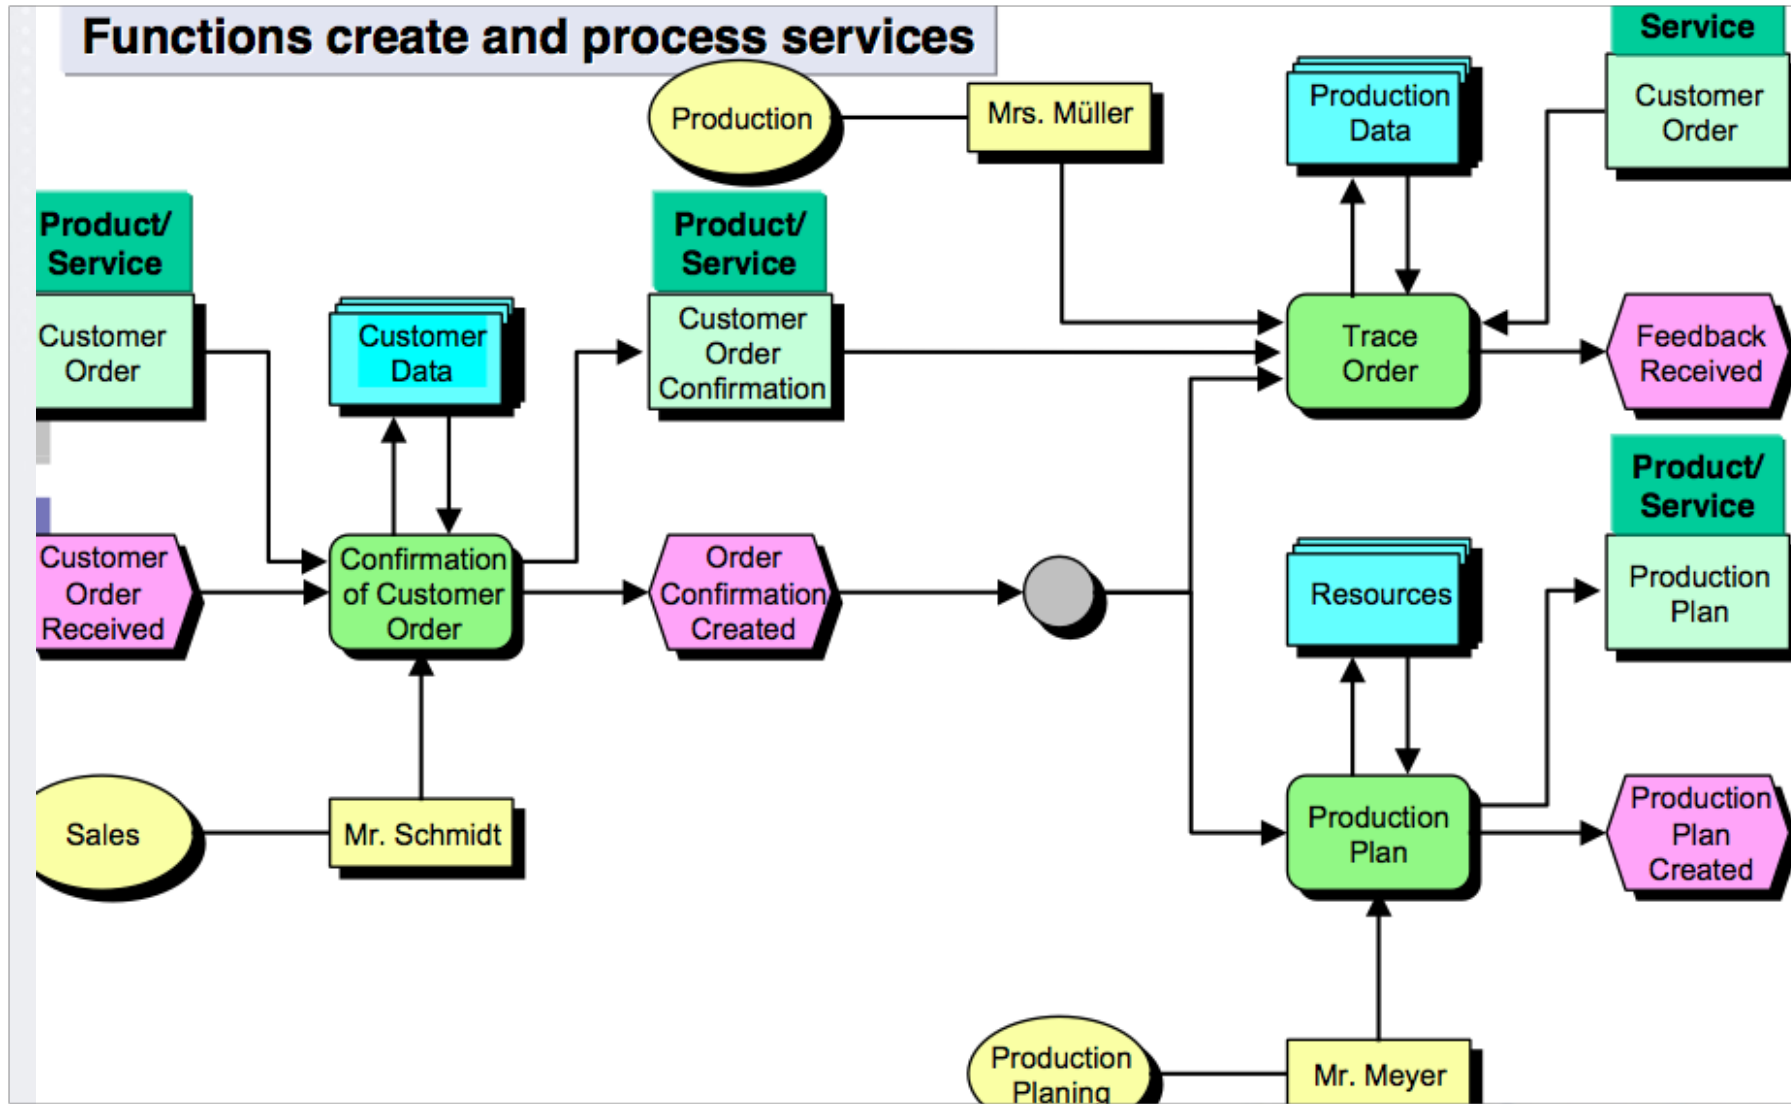 Functions create and process services
Service
Production
Mrs. Müller
Production
Data
Customer
Order
Product/
Service
Product/
Service
Customer
Order
Customer
Data
Customer
Order
Confirmation
Trace
Order
Feedback
Received
Product/
Service
Customer
Order
Received
Confirmation
of Customer
Order
Order
Confirmation
Created
Resources
Production
Plan
Sales
Mr. Schmidt
Production
Plan
Production
Plan
Created
Production
Planing
Mr. Meyer